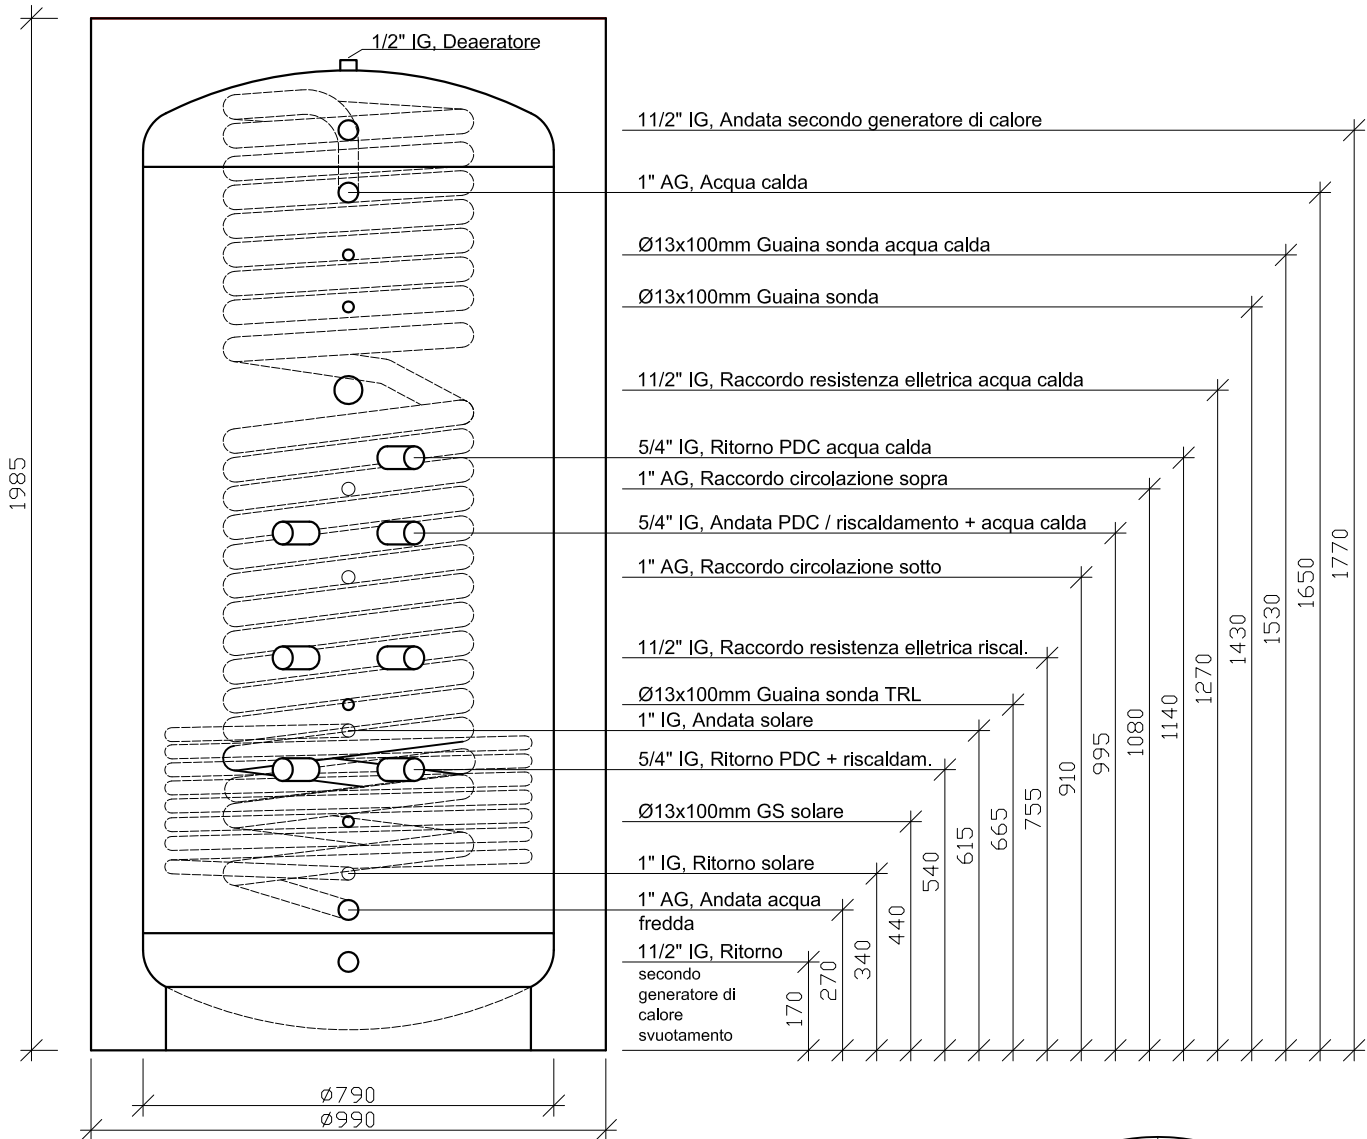 1/2" IG, Deaeratore
11/2" IG, Andata secondo generatore di calore
1" AG, Acqua calda
Ø13x100mm Guaina sonda acqua calda
Ø13x100mm Guaina sonda
11/2" IG, Raccordo resistenza elletrica acqua calda
5/4" IG, Ritorno PDC acqua calda
1" AG, Raccordo circolazione sopra
5/4" IG, Andata PDC / riscaldamento + acqua calda
1" AG, Raccordo circolazione sotto
11/2" IG, Raccordo resistenza elletrica riscal.
Ø13x100mm Guaina sonda TRL
1" IG, Andata solare
5/4" IG, Ritorno PDC + riscaldam.
Ø13x100mm GS solare
1" IG, Ritorno solare
1" AG, Andata acqua
fredda
11/2" IG, Ritorno
secondo
generatore di
calore
svuotamento
1985
170
270
340
440
540
615
665
755
910
995
1080
1140
1270
1430
1530
1650
1770
Ø790
Ø990